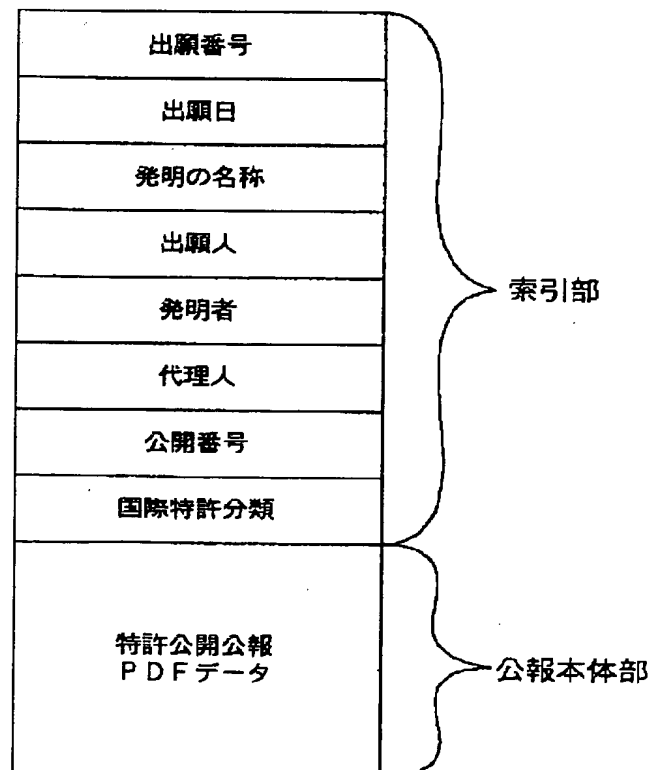 出願番号
出願日
発明の名称
出願人
発明者
代理人
公開番号
国際特許分類
索引部
特許公開公報
PDFデータ
公報本体部